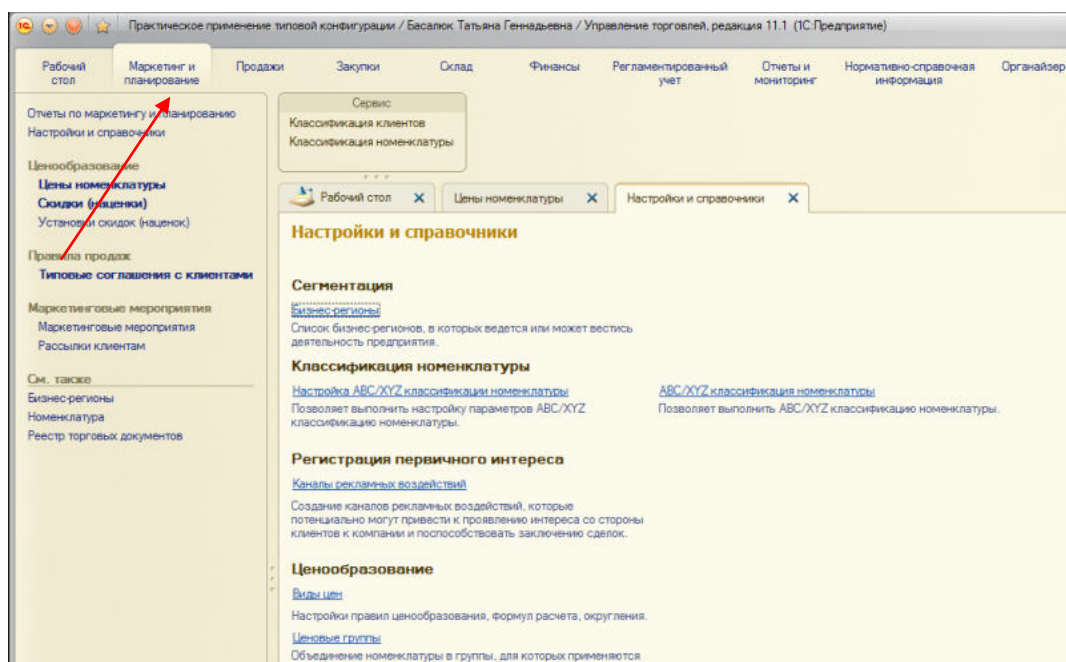 Практическое применение типовой конфигурации / Басалюк Татьяна Геннадьевна / Управление торговлей, редакция 11.1 (1С:Предприятие)
Рабочий стол
Маркетинг и планирование
Продажи
Закупки
Склад
Финансы
Регламентированный учет
Отчеты и мониторинг
Нормативно-справочная информация
Органайзер
Отчеты по маркетингу и планированию
Настройки и справочники
Ценообразование
Цены номенклатуры
Скидки (наценки)
Установки скидок (наценок)
Правила продаж
Типовые соглашения с клиентами
Маркетинговые мероприятия
Маркетинговые мероприятия
Рассылки клиентам
См. также
Бизнес-регионы
Номенклатура
Реестр торговых документов
Сервис
Классификация клиентов
Классификация номенклатуры
Рабочий стол
Цены номенклатуры
Настройки и справочники
Настройки и справочники
Сегментация
Бизнес-регионы
Список бизнес-регионов, в которых ведется или может вестись
деятельность предприятия.
Классификация номенклатуры
Настройка ABC/XYZ классификации номенклатуры
Позволяет выполнить настройку параметров ABC/XYZ
классификацию номенклатуры.
ABC/XYZ классификация номенклатуры
Позволяет выполнить ABC/XYZ классификацию номенклатуры.
Регистрация первичного интереса
Каналы рекламных воздействий
Создание каналов рекламных воздействий, которые
потенциально могут привести к проявлению интереса со стороны
клиентов к компании и поспособствовать заключению сделок.
Ценообразование
Виды цен
Настройки правил ценообразования, формул расчета, округления.
Ценовые группы
Объединение номенклатуры в группы, для которых применяются